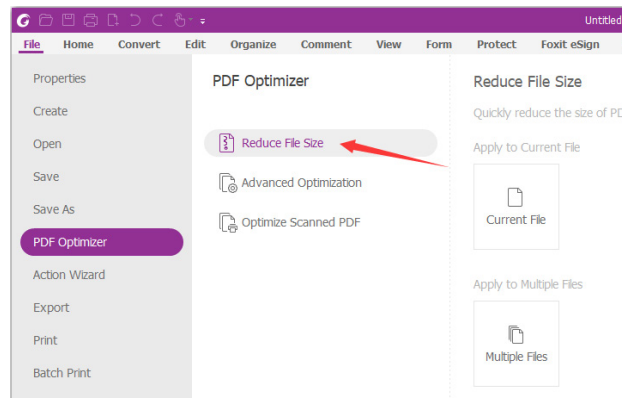 Untitled
File Home Convert Edit Organize Comment View Form Protect Foxit eSign
Properties
Create
Open
Save
Save As
PDF Optimizer
Action Wizard
Export
Print
Batch Print
PDF Optimizer
Reduce File Size
Advanced Optimization
Optimize Scanned PDF
Reduce File Size
Quickly reduce the size of PD
Apply to Current File
Current File
Apply to Multiple Files
Multiple Files